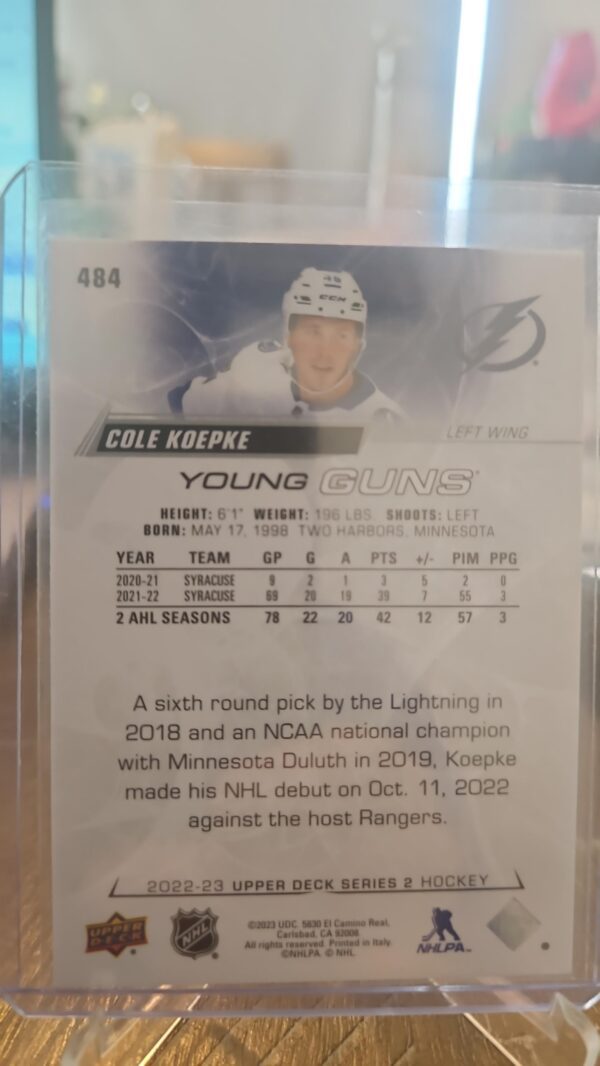 484
45
CCM
COLE KOEPKE
LEFT WING
YOUNG GUNS
HEIGHT: 6'1" WEIGHT: 196 LBS SHOOTS: LEFT
BORN: MAY 17, 1998 TWO HARBORS, MINNESOTA
YEAR TEAM GP G A PTS +/- PIM PPG
2020-21 SYRACUSE 9 2 1 3 5 2 0
2021-22 SYRACUSE 69 20 19 39 7 55 3
2 AHL SEASONS 78 22 20 42 12 57 3
A sixth round pick by the Lightning in
2018 and an NCAA national champion
with Minnesota Duluth in 2019, Koepke
made his NHL debut on Oct. 11, 2022
against the host Rangers.
2022-23 UPPER DECK SERIES 2 HOCKEY
UPPER
DECK
NHL
©2023 UDC. 5830 El Camino Real,
Carlsbad, CA 92008.
All rights reserved. Printed in Italy.
©NHLPA © NHL
NHLPA